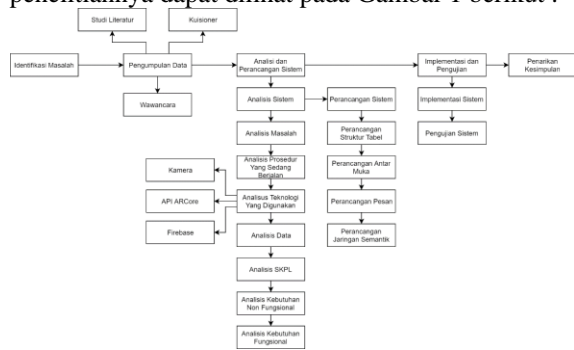 penelitiannya dapat dilihat pada Gambar 1 berikut :
Studi Literatur
Kuisioner
Identifikasi Masalah
Pengumpulan Data
Analisi dan
Perancangan Sistem
Implementasi dan
Pengujian
Penarikan
Kesimpulan
Wawancara
Analisis Sistem
Perancangan Sistem
Implementasi Sistem
Analisis Masalah
Perancangan
Struktur Tabel
Pengujian Sistem
Analisis Prosedur
Yang Sedang
Berjalan
Perancangan Antar
Muka
Kamera
API ARCore
Firebase
Analisus Teknologi
Yang Digunakan
Perancangan Pesan
Analisis Data
Perancangan
Jaringan Semantik
Analisis SKPL
Analisis Kebutuhan
Non Fungsional
Analisis Kebutuhan
Fungsional